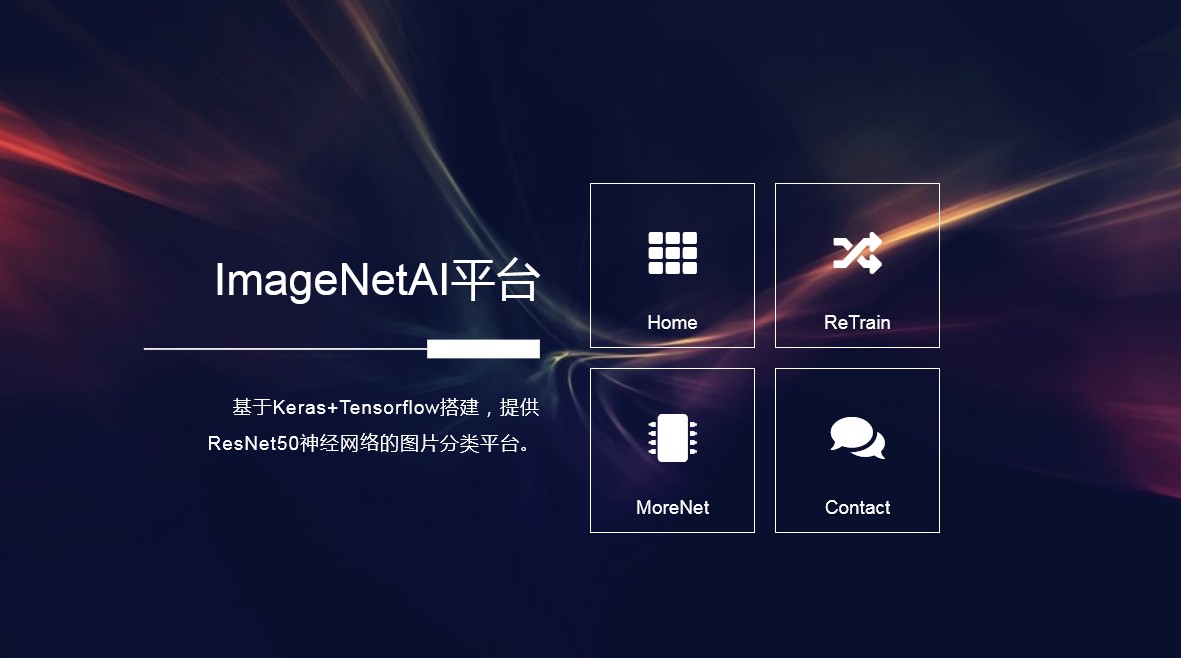 ImageNetAI平台
基于Keras+Tensorflow搭建，提供
ResNet50神经网络的图片分类平台。
Home
ReTrain
MoreNet
Contact